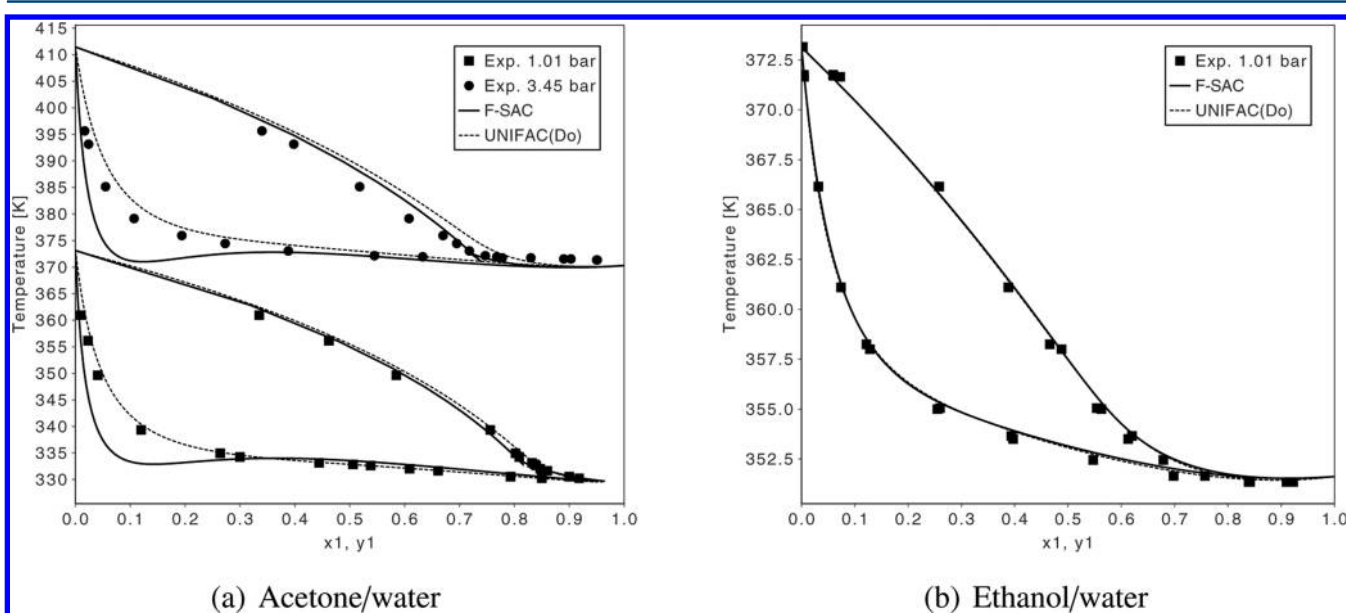 415
410
405
400
395
390
385
380
375
370
365
360
355
350
345
340
335
330
Temperature [K]
0.0 0.1 0.2 0.3 0.4 0.5 0.6 0.7 0.8 0.9 1.0
x1, y1
Exp. 1.01 bar
Exp. 3.45 bar
F-SAC
UNIFAC(Do)
(a) Acetone/water
372.5
370.0
367.5
365.0
362.5
360.0
357.5
355.0
352.5
Temperature [K]
0.0 0.1 0.2 0.3 0.4 0.5 0.6 0.7 0.8 0.9 1.0
x1, y1
Exp. 1.01 bar
F-SAC
UNIFAC(Do)
(b) Ethanol/water